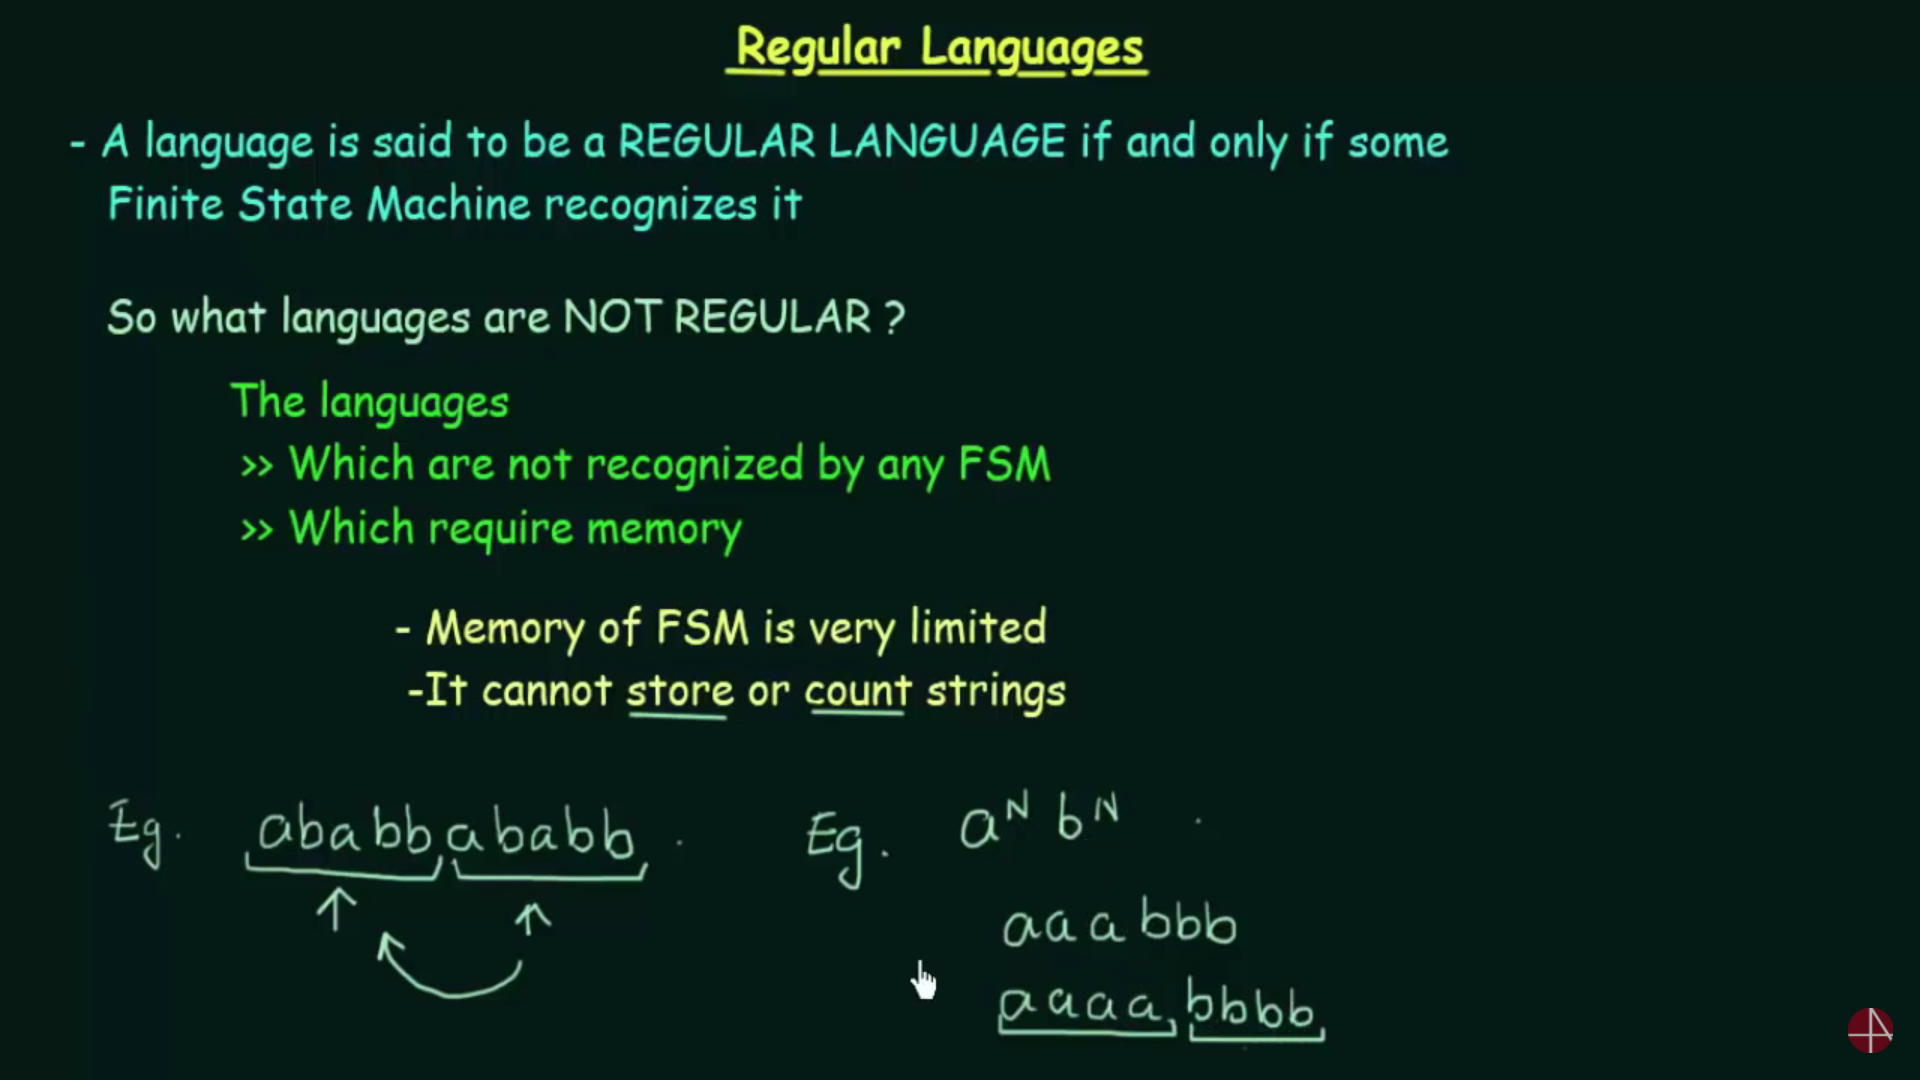 Regular Languages
- A language is said to be a REGULAR LANGUAGE if and only if some
Finite State Machine recognizes it
So what languages are NOT REGULAR ?
The languages
>> Which are not recognized by any FSM
>> Which require memory
- Memory of FSM is very limited
-It cannot store or count strings
Eg. ababbababb .
Eg. aᴺ bᴺ .
aaabbb
aaaabbbb